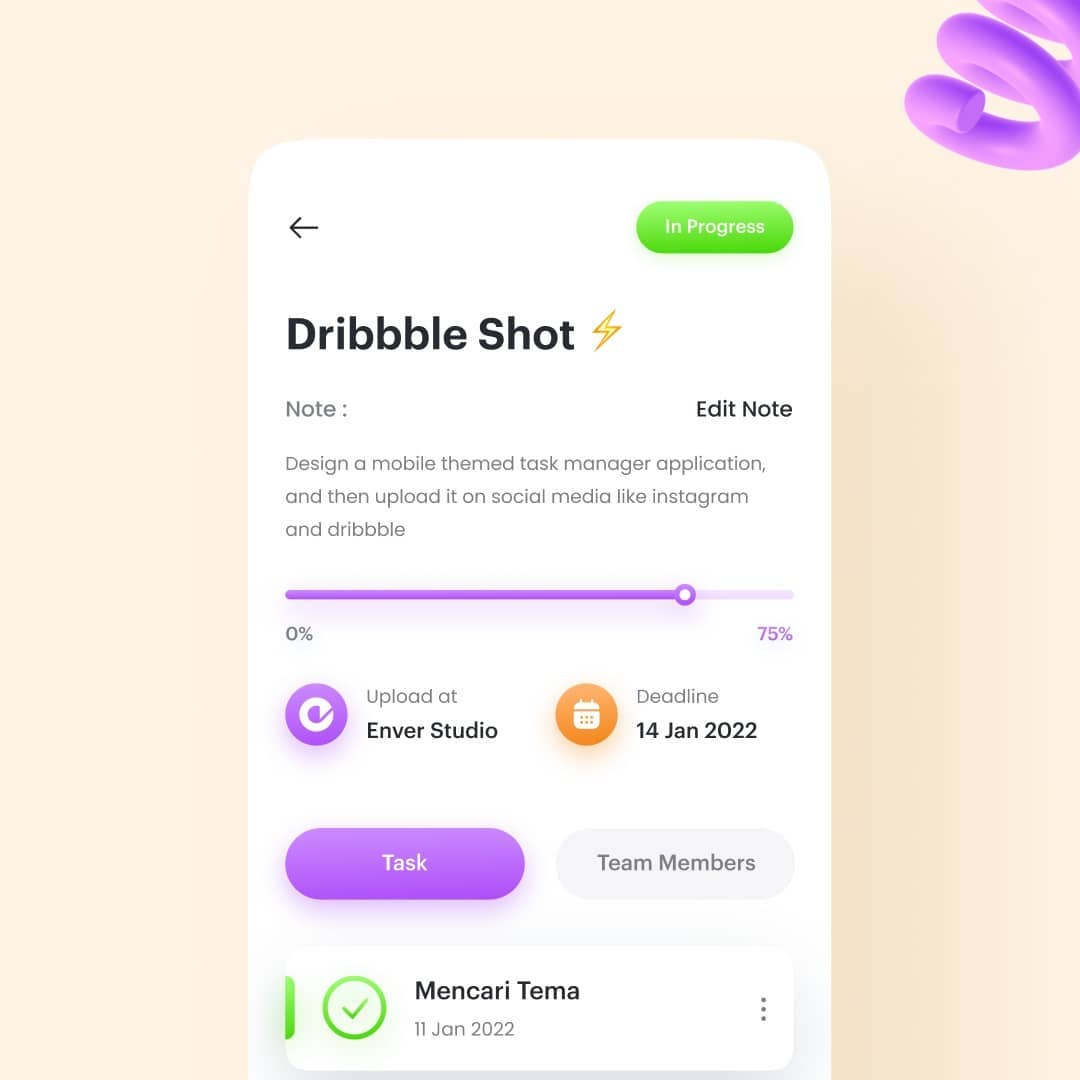 In Progress
Dribbble Shot ⚡
Note :
Edit Note
Design a mobile themed task manager application,
and then upload it on social media like instagram
and dribbble
0%
75%
Upload at
Enver Studio
Deadline
14 Jan 2022
Task
Team Members
Mencari Tema
11 Jan 2022